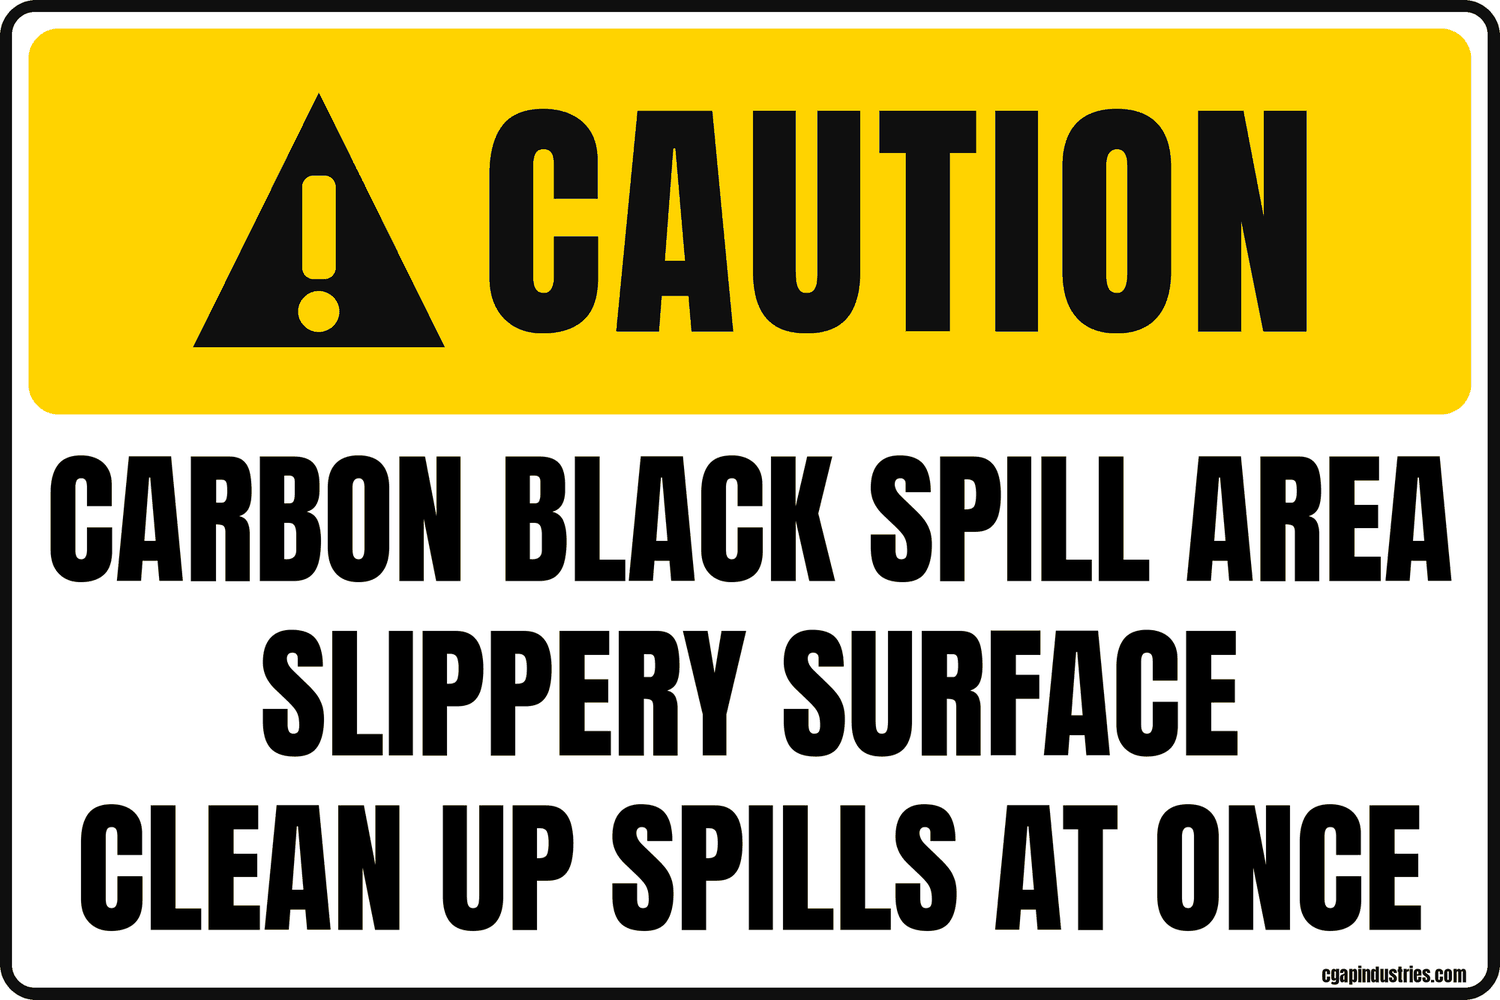 CAUTION
CARBON BLACK SPILL AREA
SLIPPERY SURFACE
CLEAN UP SPILLS AT ONCE
cgapindustries.com